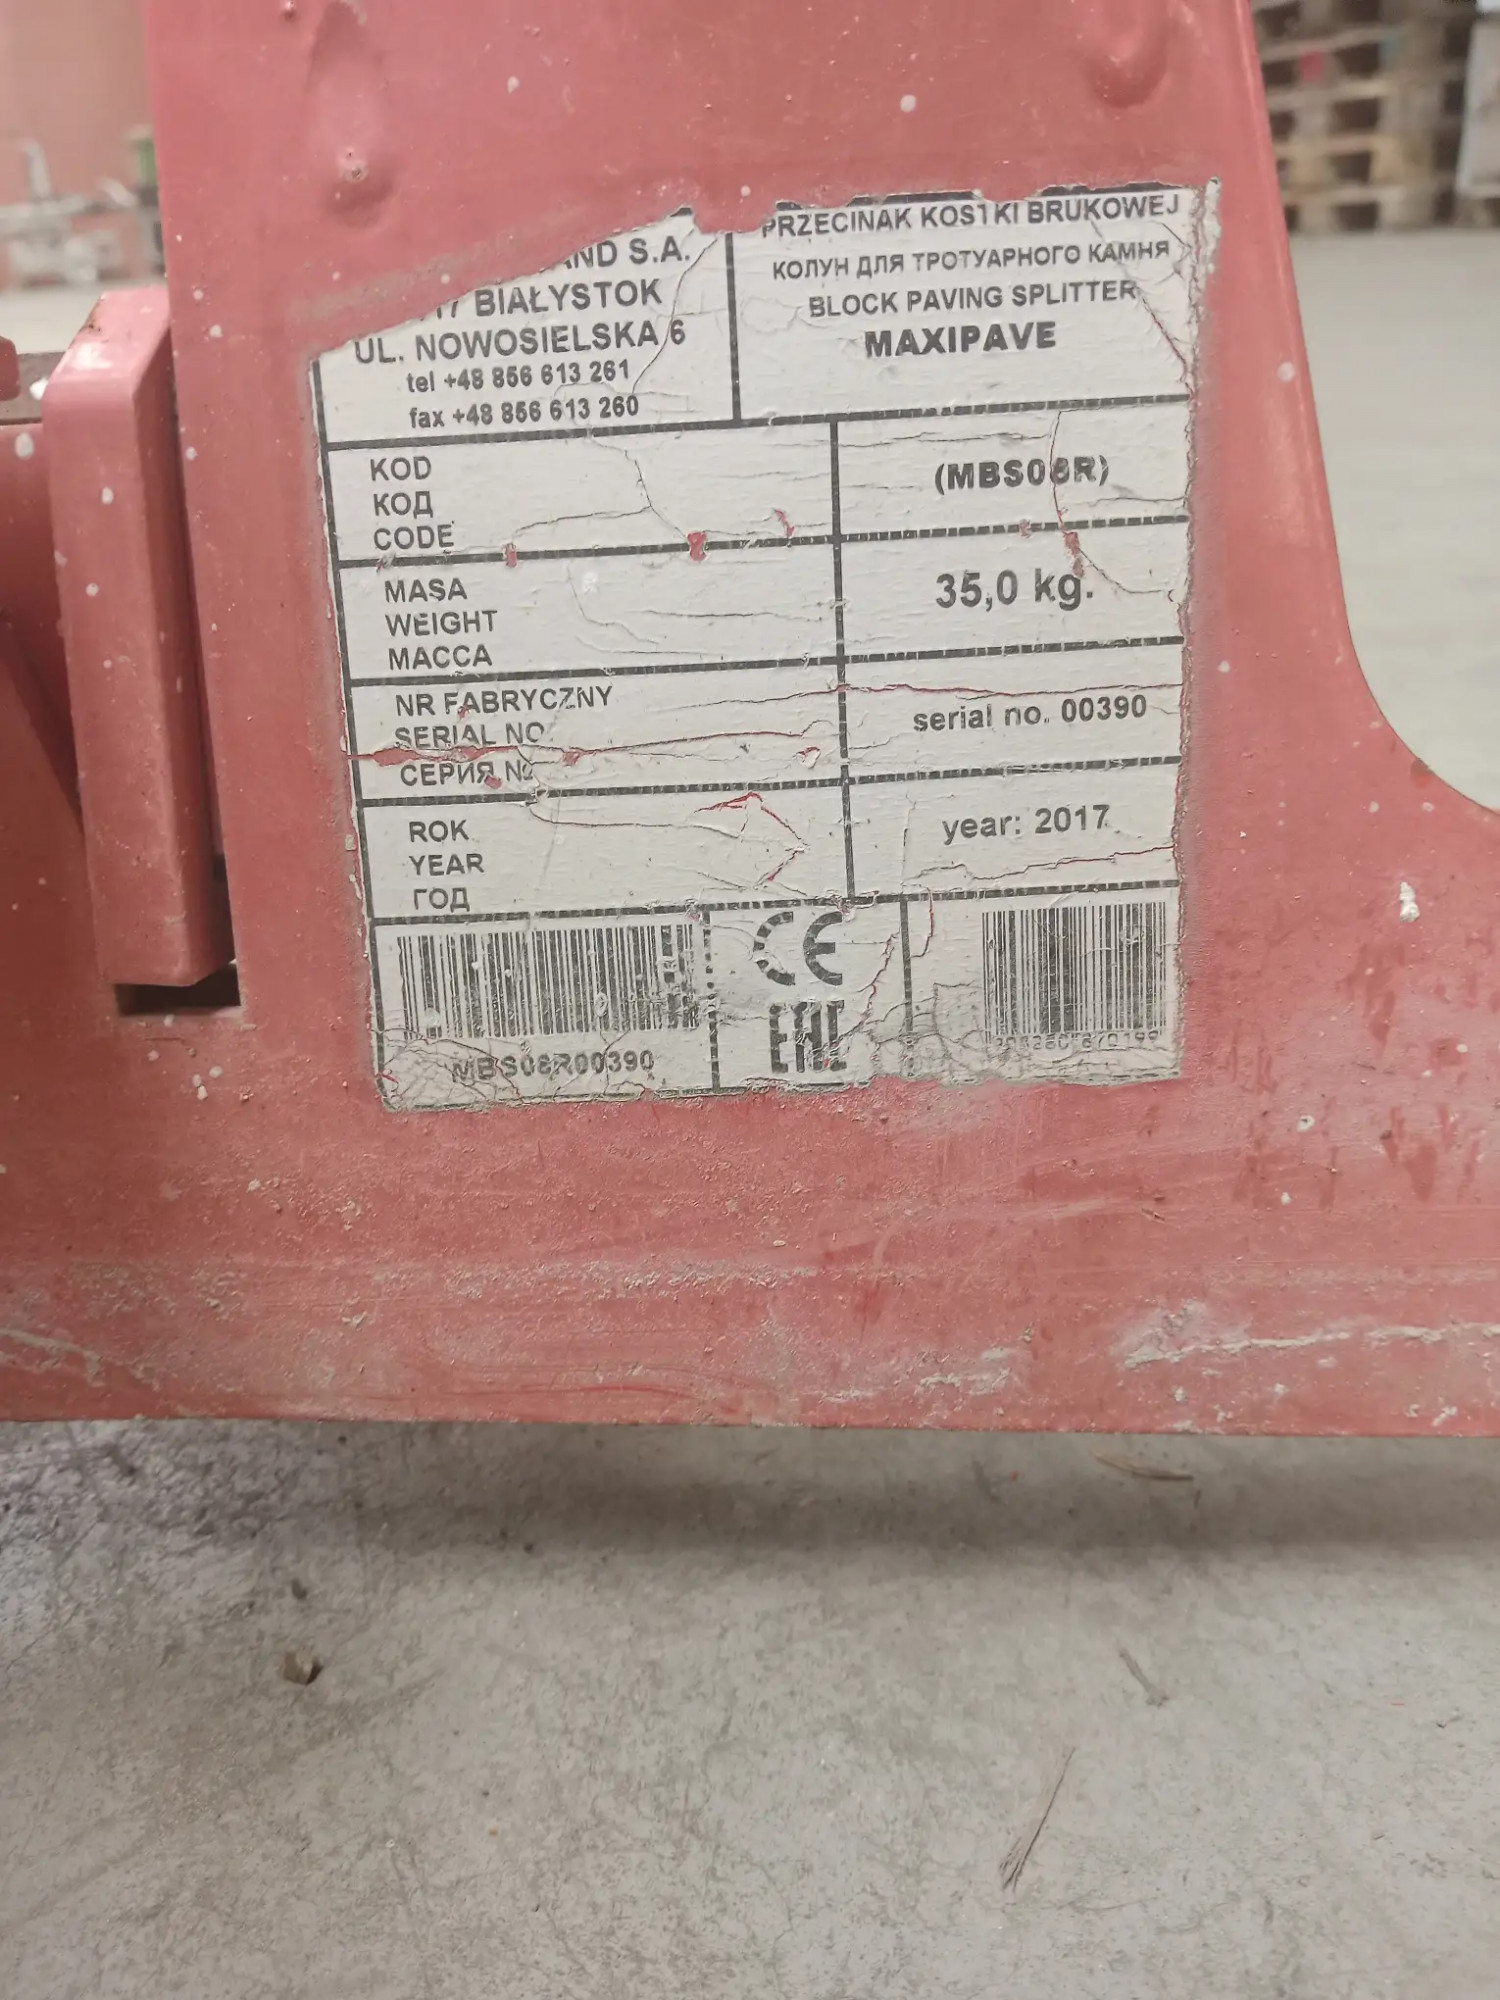 S.A.
BIAŁYSTOK
UL. NOWOSIELSKA 6
tel +48 856 613 261
fax +48 856 613 260
PRZECINAK KOSTKI BRUKOWEJ
КОЛУН ДЛЯ ТРОТУАРНОГО КАМНЯ
BLOCK PAVING SPLITTER
MAXIPAVE
KOD
КОД
CODE
(MBS08R)
MASA
WEIGHT
МАССА
35,0 kg.
NR FABRYCZNY
SERIAL NO.
СЕРИЯ №
serial no. 00390
ROK
YEAR
ГОД
year: 2017
MBS08R00390
CE
EAC